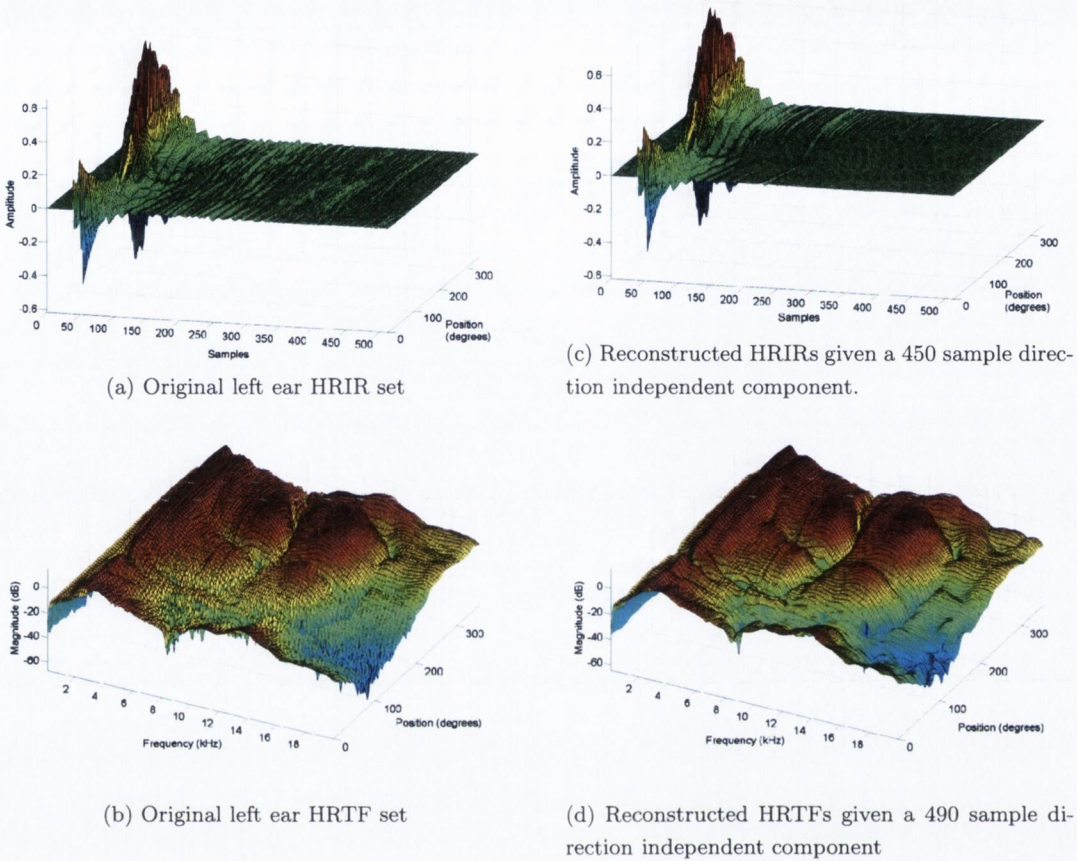 0.6
0.4
0.2
0
-0.2
-0.4
-0.6
Amplitude
0 50 100 150 200 250 300 350 400 450 500
Samples
0
100
200
300
Position
(degrees)
(a) Original left ear HRIR set
0.6
0.4
0.2
0
-0.2
-0.4
-0.6
Amplitude
0 50 100 150 200 250 300 350 400 450 500
Samples
0
100
200
300
Position
(degrees)
(c) Reconstructed HRIRs given a 450 sample direc-
tion independent component.
0
-20
-40
-60
Magnitude (dB)
2 4 6 8 10 12 14 16 18
Frequency (kHz)
0
100
200
300
Position (degrees)
(b) Original left ear HRTF set
0
-20
-40
-60
Magnitude (dB)
2 4 6 8 10 12 14 16 18
Frequency (kHz)
0
100
200
300
Position (degrees)
(d) Reconstructed HRTFs given a 490 sample di-
rection independent component